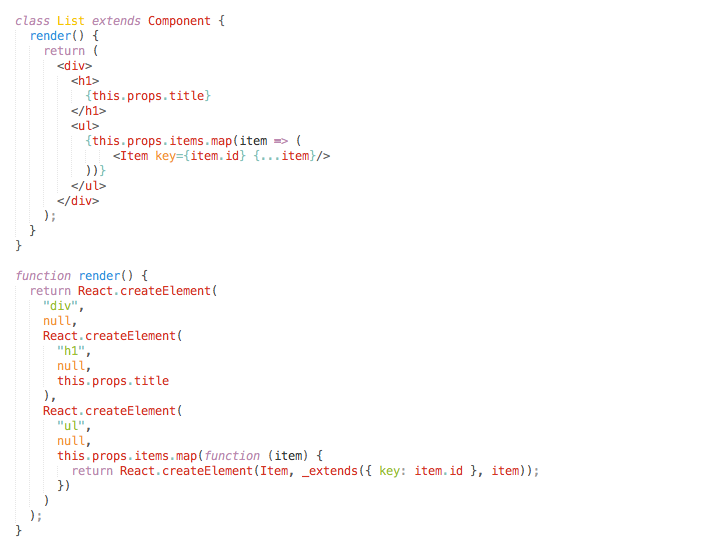 class List extends Component {
  render() {
    return (
      <div>
        <h1>
          {this.props.title}
        </h1>
        <ul>
          {this.props.items.map(item => (
              <Item key={item.id} {...item}/>
          ))}
        </ul>
      </div>
    );
  }
}

function render() {
  return React.createElement(
    "div",
    null,
    React.createElement(
      "h1",
      null,
      this.props.title
    ),
    React.createElement(
      "ul",
      null,
      this.props.items.map(function (item) {
        return React.createElement(Item, _extends({ key: item.id }, item));
      })
    )
  );
}